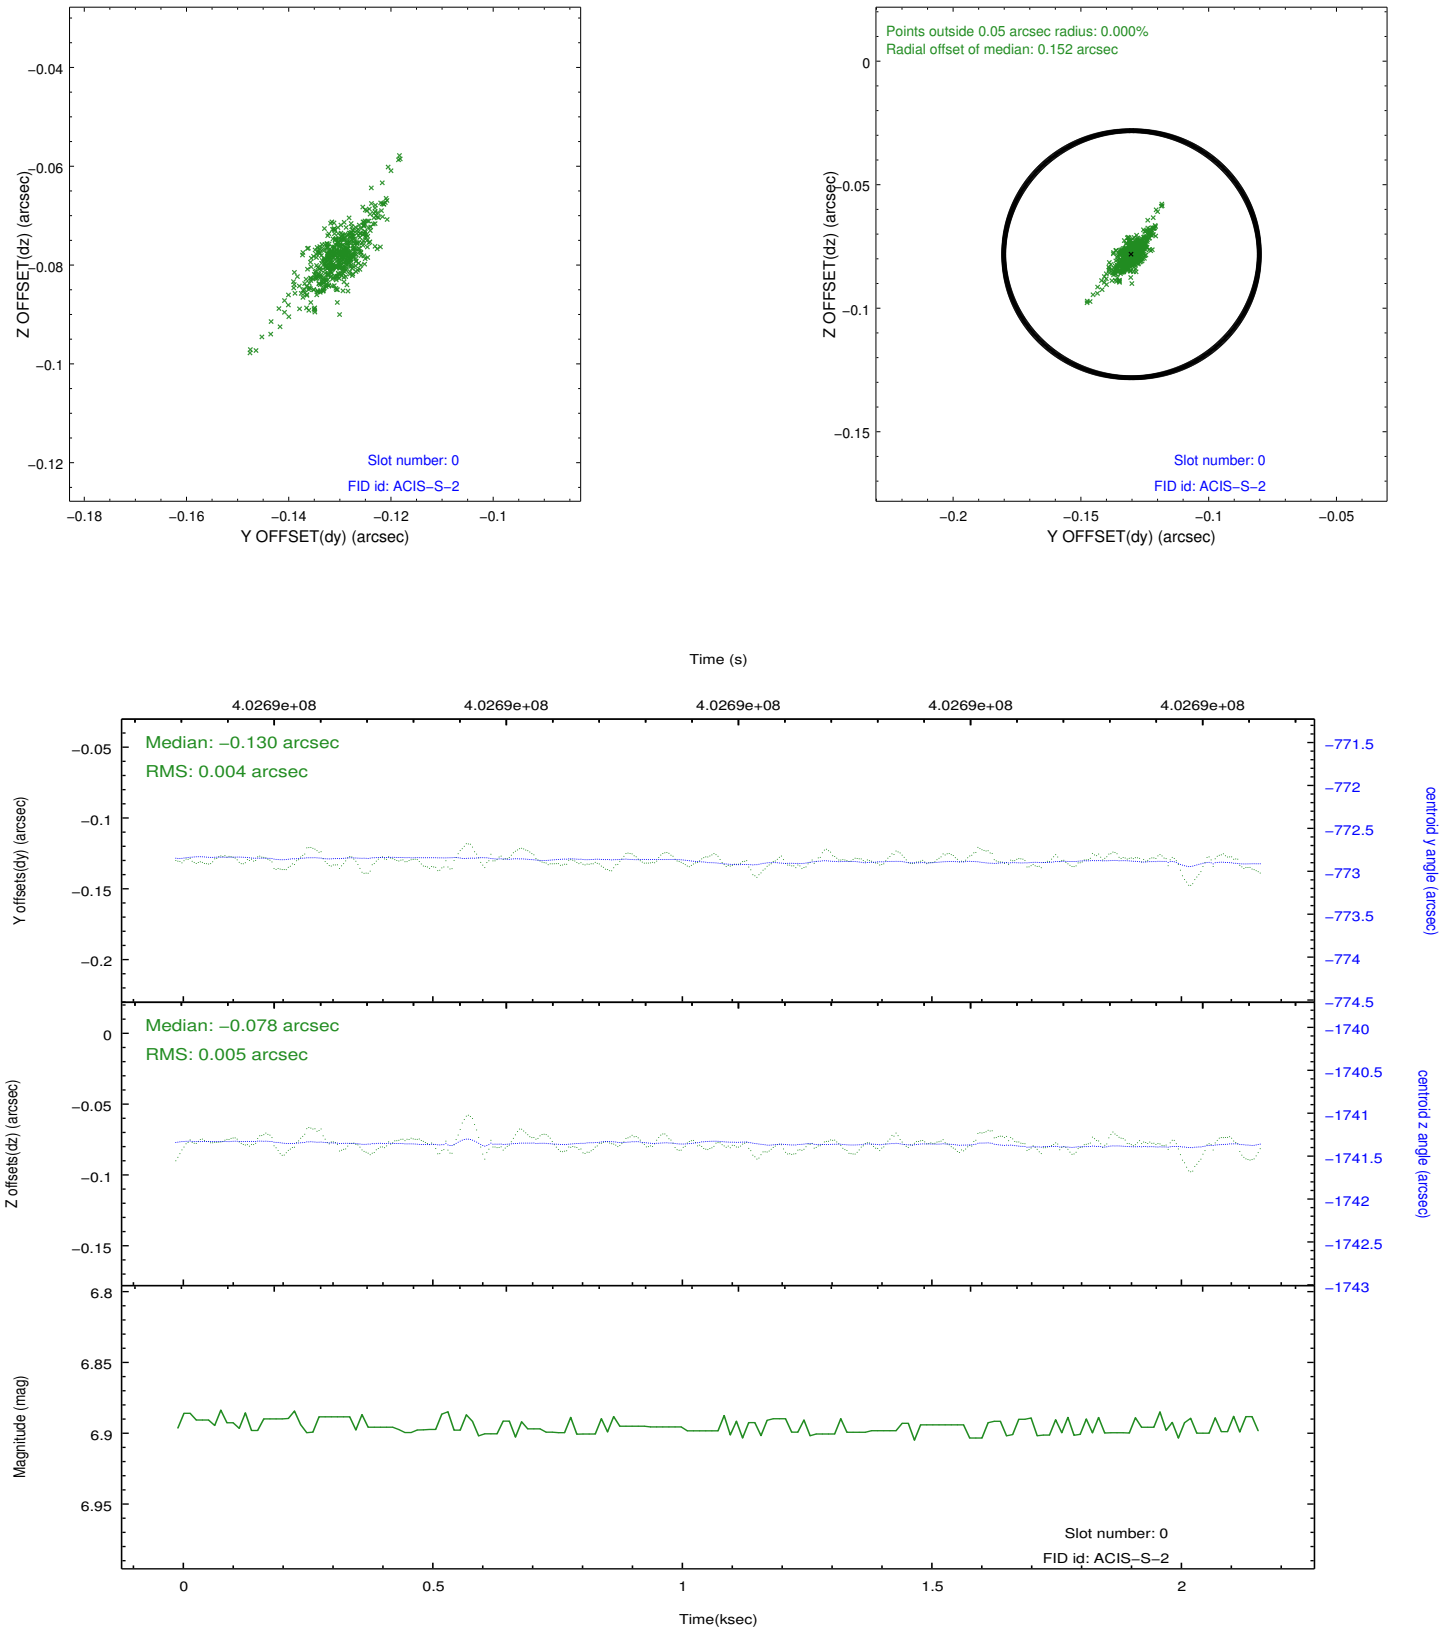 −0.04
−0.06
−0.08
−0.1
−0.12
Z OFFSET(dz) (arcsec)
Slot number: 0
FID id: ACIS−S−2
−0.18
−0.16
−0.14
−0.12
−0.1
Y OFFSET(dy) (arcsec)
Points outside 0.05 arcsec radius: 0.000%
Radial offset of median: 0.152 arcsec
0
−0.05
−0.1
−0.15
Z OFFSET(dz) (arcsec)
Slot number: 0
FID id: ACIS−S−2
−0.2
−0.15
−0.1
−0.05
Y OFFSET(dy) (arcsec)
Time (s)
4.0269e+08
4.0269e+08
4.0269e+08
4.0269e+08
4.0269e+08
Median: −0.130 arcsec
RMS: 0.004 arcsec
−0.05
−0.1
−0.15
−0.2
Y offsets(dy) (arcsec)
−771.5
−772
−772.5
−773
−773.5
−774
−774.5
centroid y angle (arcsec)
Median: −0.078 arcsec
RMS: 0.005 arcsec
0
−0.05
−0.1
−0.15
Z offsets(dz) (arcsec)
−1740
−1740.5
−1741
−1741.5
−1742
−1742.5
−1743
centroid z angle (arcsec)
6.8
6.85
6.9
6.95
Magnitude (mag)
Slot number: 0
FID id: ACIS−S−2
0
0.5
1
1.5
2
Time(ksec)